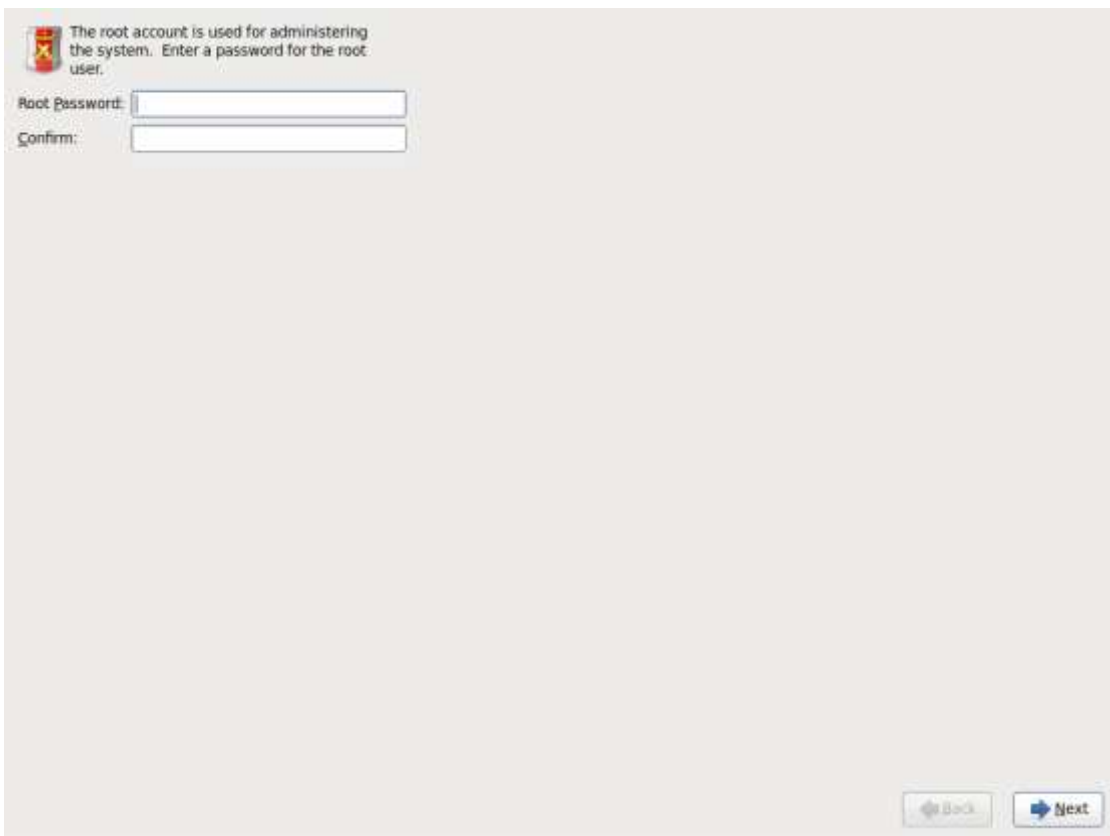 The root account is used for administering
the system.  Enter a password for the root
user.
Root Password:
Confirm:
Back
Next